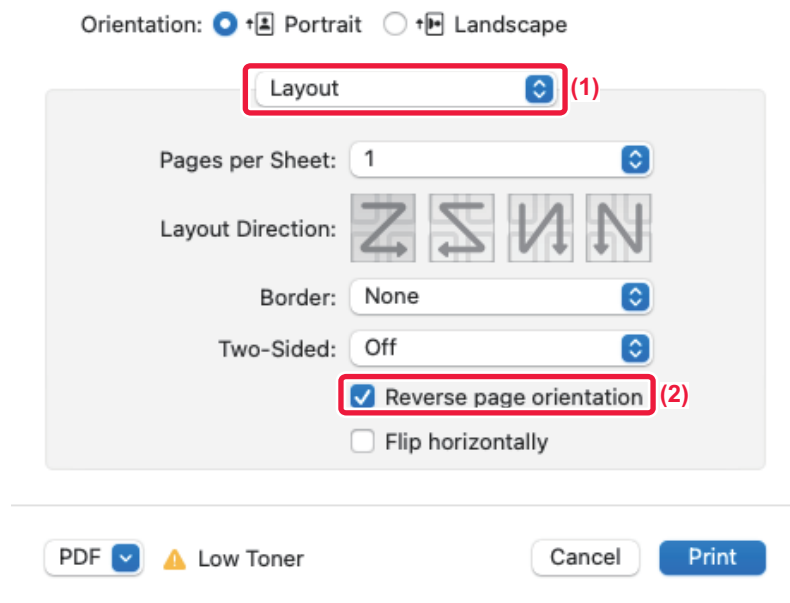 Orientation: Portrait Landscape
Layout (1)
Pages per Sheet: 1
Layout Direction:
Border: None
Two-Sided: Off
Reverse page orientation (2)
Flip horizontally
PDF Low Toner Cancel Print